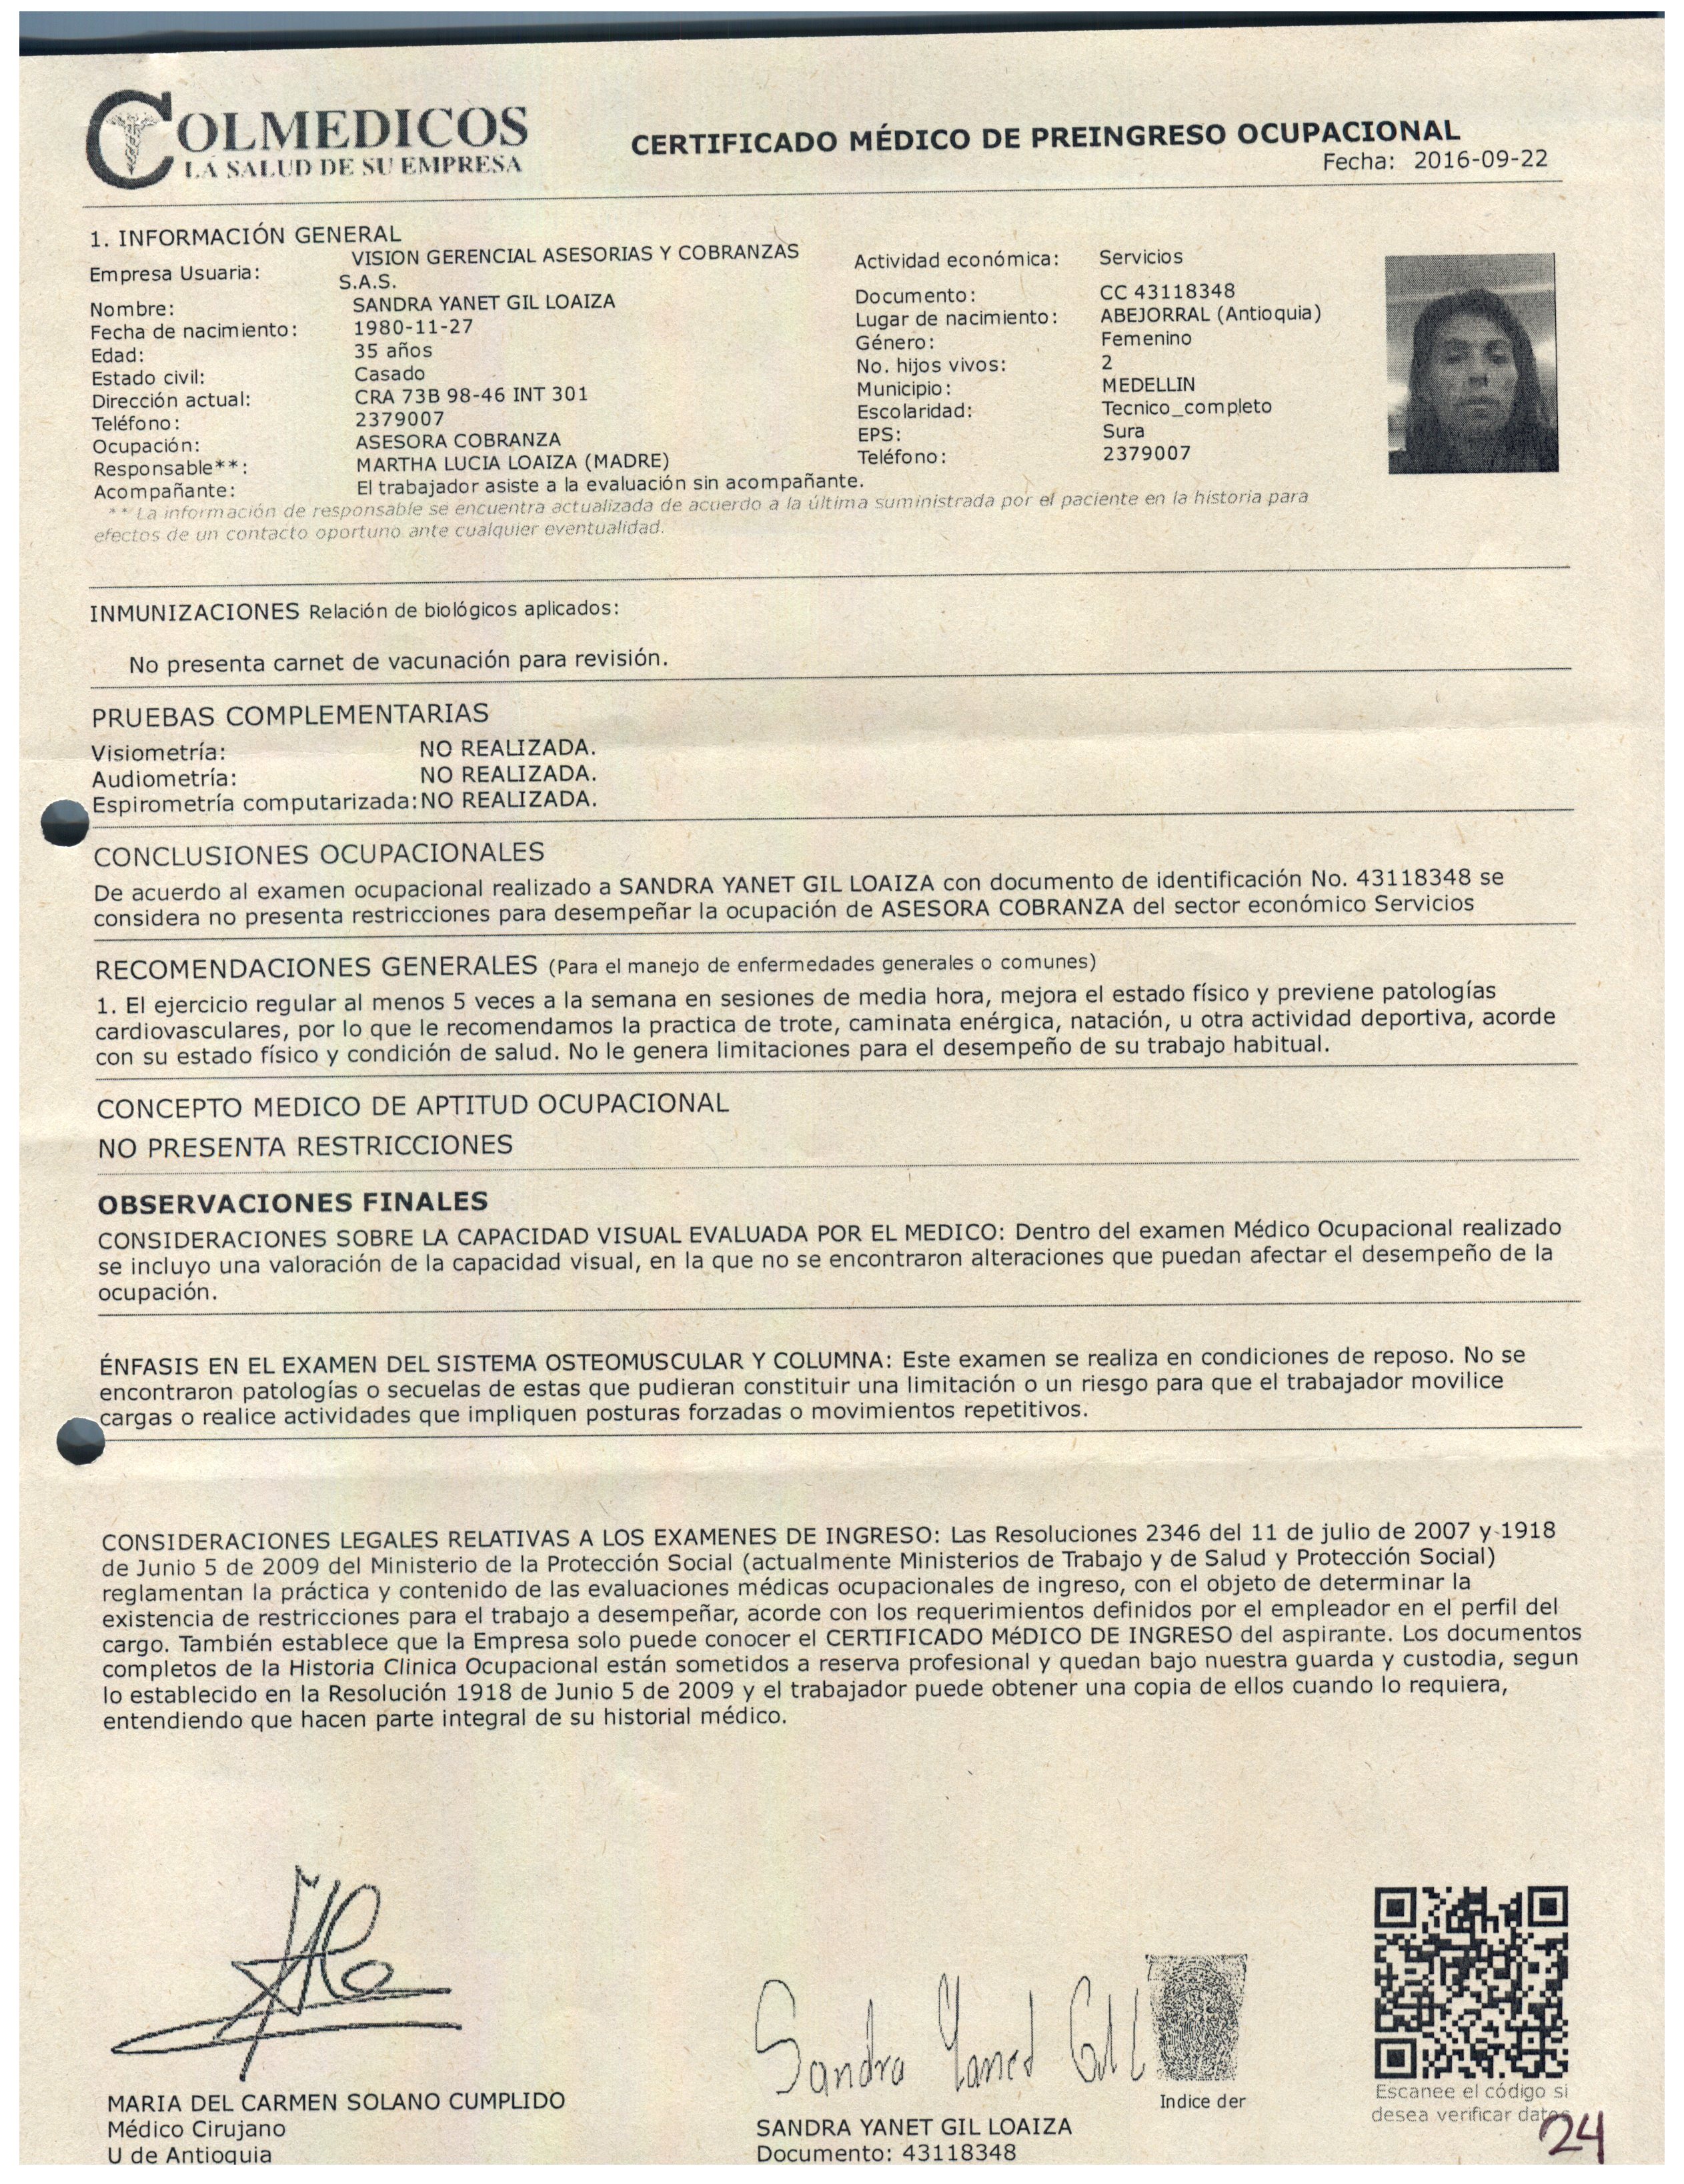 COLMEDICOS
LA SALUD DE SU EMPRESA
CERTIFICADO MÉDICO DE PREINGRESO OCUPACIONAL
Fecha: 2016-09-22
1. INFORMACIÓN GENERAL
Empresa Usuaria: VISION GERENCIAL ASESORIAS Y COBRANZAS S.A.S. Actividad económica: Servicios
Nombre: SANDRA YANET GIL LOAIZA Documento: CC 43118348
Fecha de nacimiento: 1980-11-27 Lugar de nacimiento: ABEJORRAL (Antioquia)
Edad: 35 años Género: Femenino
Estado civil: Casado No. hijos vivos: 2
Dirección actual: CRA 73B 98-46 INT 301 Municipio: MEDELLIN
Teléfono: 2379007 Escolaridad: Tecnico_completo
Ocupación: ASESORA COBRANZA EPS: Sura
Responsable**: MARTHA LUCIA LOAIZA (MADRE) Teléfono: 2379007
Acompañante: El trabajador asiste a la evaluación sin acompañante.
** La información de responsable se encuentra actualizada de acuerdo a la última suministrada por el paciente en la historia para
efectos de un contacto oportuno ante cualquier eventualidad.
INMUNIZACIONES Relación de biológicos aplicados:
No presenta carnet de vacunación para revisión.
PRUEBAS COMPLEMENTARIAS
Visiometría: NO REALIZADA.
Audiometría: NO REALIZADA.
Espirometría computarizada: NO REALIZADA.
CONCLUSIONES OCUPACIONALES
De acuerdo al examen ocupacional realizado a SANDRA YANET GIL LOAIZA con documento de identificación No. 43118348 se
considera no presenta restricciones para desempeñar la ocupación de ASESORA COBRANZA del sector económico Servicios
RECOMENDACIONES GENERALES (Para el manejo de enfermedades generales o comunes)
1. El ejercicio regular al menos 5 veces a la semana en sesiones de media hora, mejora el estado físico y previene patologías
cardiovasculares, por lo que le recomendamos la practica de trote, caminata enérgica, natación, u otra actividad deportiva, acorde
con su estado físico y condición de salud. No le genera limitaciones para el desempeño de su trabajo habitual.
CONCEPTO MEDICO DE APTITUD OCUPACIONAL
NO PRESENTA RESTRICCIONES
OBSERVACIONES FINALES
CONSIDERACIONES SOBRE LA CAPACIDAD VISUAL EVALUADA POR EL MEDICO: Dentro del examen Médico Ocupacional realizado
se incluyo una valoración de la capacidad visual, en la que no se encontraron alteraciones que puedan afectar el desempeño de la
ocupación.
ÉNFASIS EN EL EXAMEN DEL SISTEMA OSTEOMUSCULAR Y COLUMNA: Este examen se realiza en condiciones de reposo. No se
encontraron patologías o secuelas de estas que pudieran constituir una limitación o un riesgo para que el trabajador movilice
cargas o realice actividades que impliquen posturas forzadas o movimientos repetitivos.
CONSIDERACIONES LEGALES RELATIVAS A LOS EXAMENES DE INGRESO: Las Resoluciones 2346 del 11 de julio de 2007 y 1918
de Junio 5 de 2009 del Ministerio de la Protección Social (actualmente Ministerios de Trabajo y de Salud y Protección Social)
reglamentan la práctica y contenido de las evaluaciones médicas ocupacionales de ingreso, con el objeto de determinar la
existencia de restricciones para el trabajo a desempeñar, acorde con los requerimientos definidos por el empleador en el perfil del
cargo. También establece que la Empresa solo puede conocer el CERTIFICADO MéDICO DE INGRESO del aspirante. Los documentos
completos de la Historia Clinica Ocupacional están sometidos a reserva profesional y quedan bajo nuestra guarda y custodia, segun
lo establecido en la Resolución 1918 de Junio 5 de 2009 y el trabajador puede obtener una copia de ellos cuando lo requiera,
entendiendo que hacen parte integral de su historial médico.
Sandra Yaned Gil L
Indice der
Escanee el código si
desea verificar datos
24
MARIA DEL CARMEN SOLANO CUMPLIDO
Médico Cirujano
U de Antioquia
SANDRA YANET GIL LOAIZA
Documento: 43118348